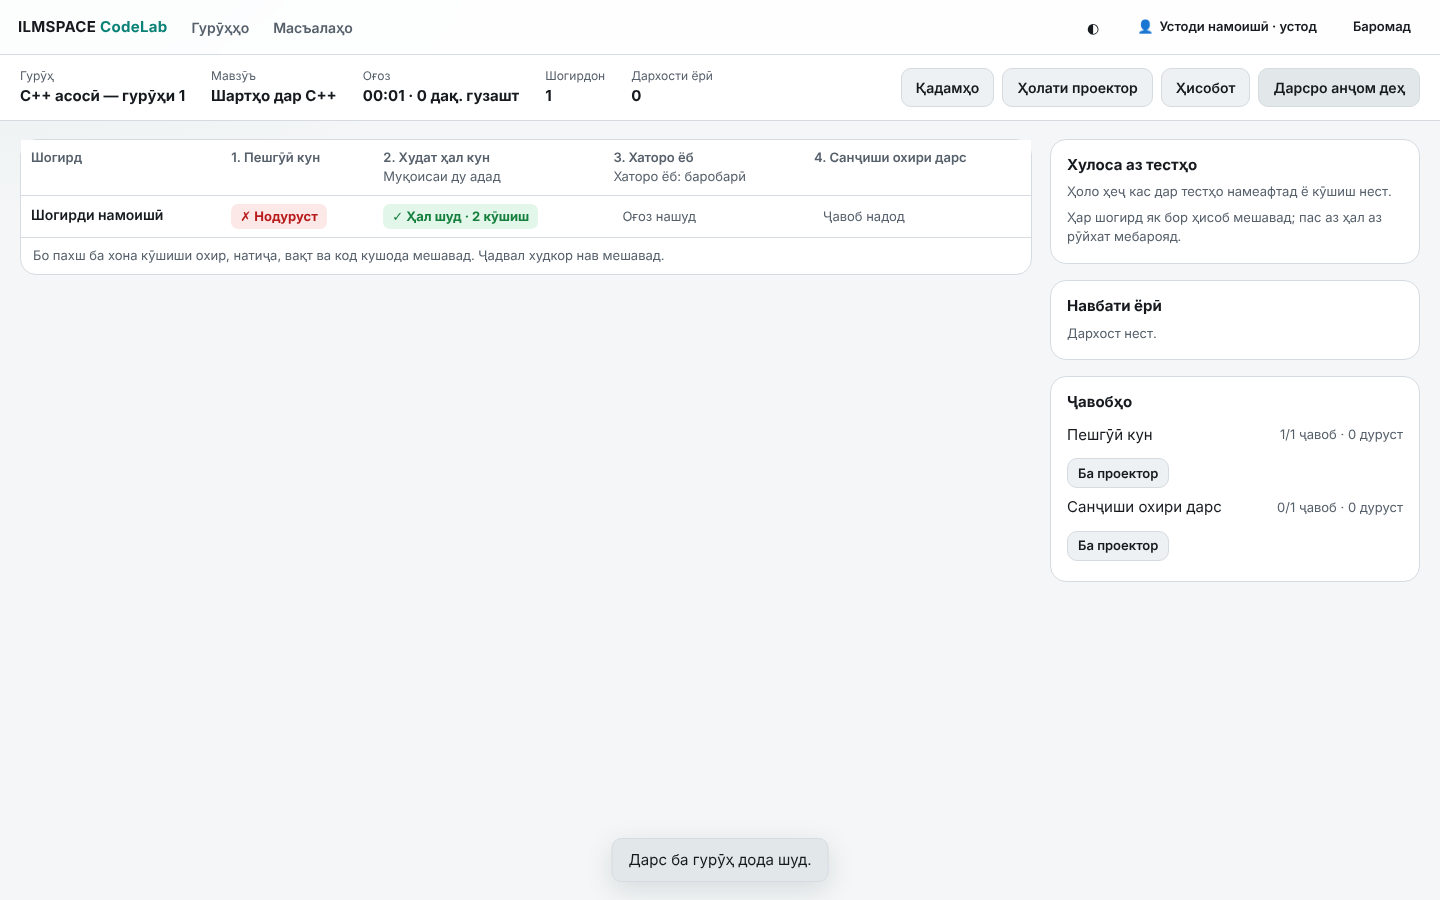 ILMSPACE CodeLab
Гурӯҳҳо
Масъалаҳо
◐
👤 Устоди намоишӣ · устод
Баромад
Гурӯҳ
C++ асосӣ — гурӯҳи 1
Мавзӯъ
Шартҳо дар C++
Оғоз
00:01 · 0 дақ. гузашт
Шогирдон
1
Дархости ёрӣ
0
Қадамҳо
Ҳолати проектор
Ҳисобот
Дарсро анҷом деҳ
Шогирд
1. Пешгӯӣ кун
2. Худат ҳал кун
Муқоисаи ду адад
3. Хаторо ёб
Хаторо ёб: баробарӣ
4. Санҷиши охири дарс
Шогирди намоишӣ
✗ Нодуруст
✓ Ҳал шуд · 2 кӯшиш
Оғоз нашуд
Ҷавоб надод
Бо пахш ба хона кӯшиши охир, натиҷа, вақт ва код кушода мешавад. Ҷадвал худкор нав мешавад.
Хулоса аз тестҳо
Ҳоло ҳеҷ кас дар тестҳо намеафтад ё кӯшиш нест.
Ҳар шогирд як бор ҳисоб мешавад; пас аз ҳал аз
рӯйхат мебарояд.
Навбати ёрӣ
Дархост нест.
Ҷавобҳо
Пешгӯӣ кун
1/1 ҷавоб · 0 дуруст
Ба проектор
Санҷиши охири дарс
0/1 ҷавоб · 0 дуруст
Ба проектор
Дарс ба гурӯҳ дода шуд.